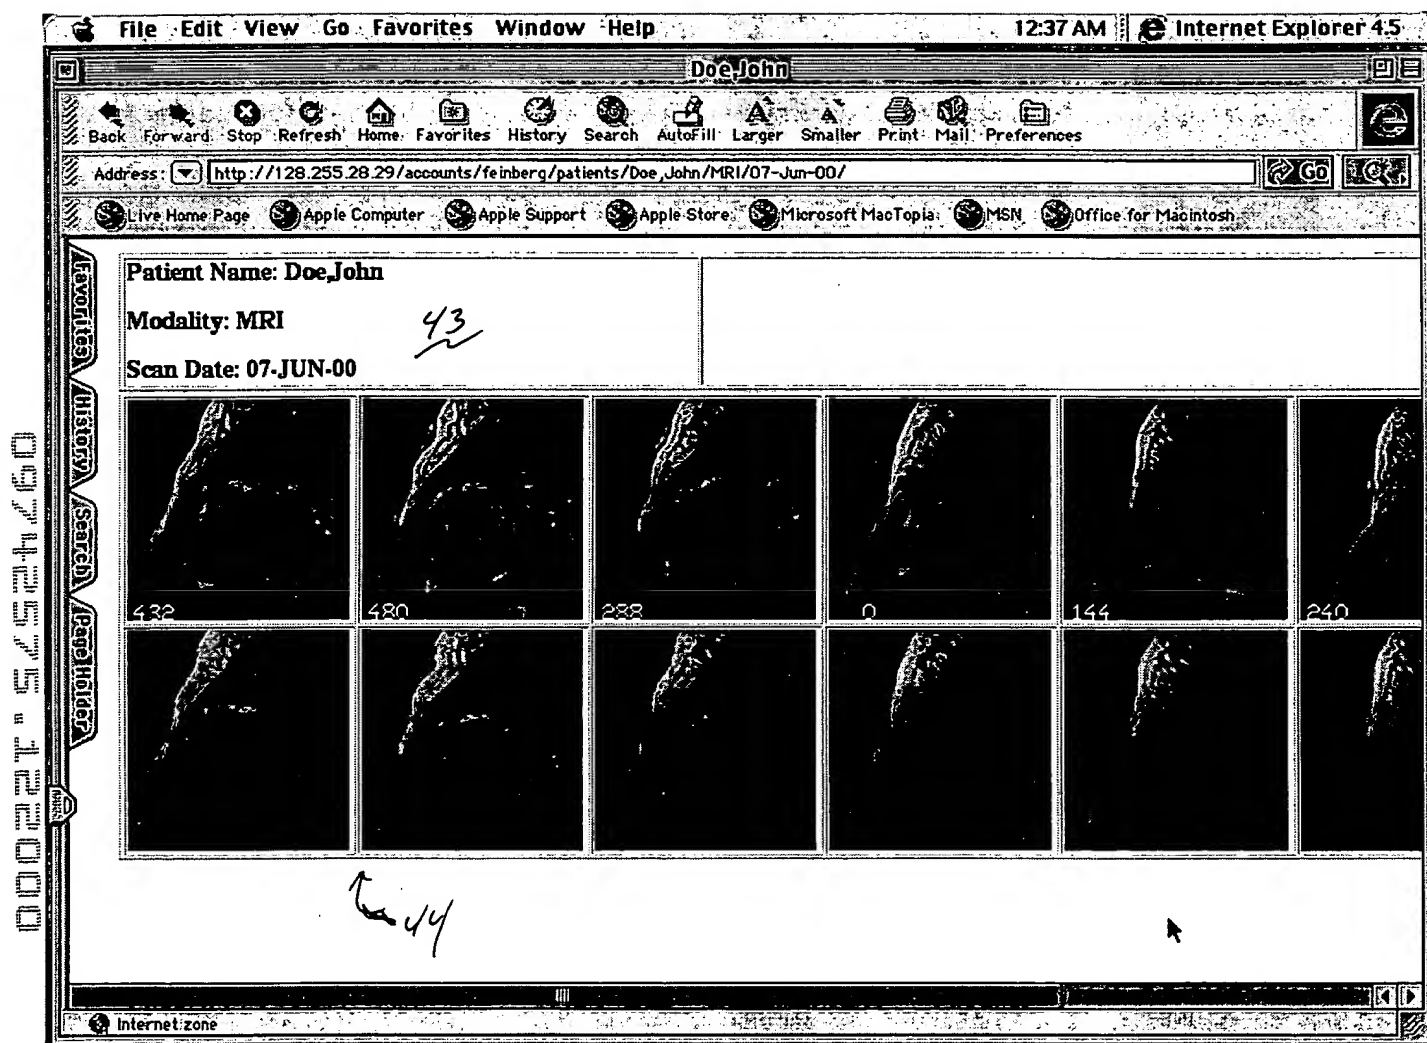 File Edit View Go Favorites Window Help 12:37 AM Internet Explorer 4.5
Doe,John
Back Forward Stop Refresh Home Favorites History Search AutoFill Larger Smaller Print Mail Preferences
Address: http://128.255.28.29/accounts/feinberg/patients/Doe,John/MRI/07-Jun-00/ Go
Live Home Page Apple Computer Apple Support Apple Store Microsoft MacTopia MSN Office for Macintosh
Favorites
History
Search
Page Holder
Patient Name: Doe,John
Modality: MRI
43
Scan Date: 07-JUN-00
432 480 288 0 144 240
44
Internet zone
09742575.122000